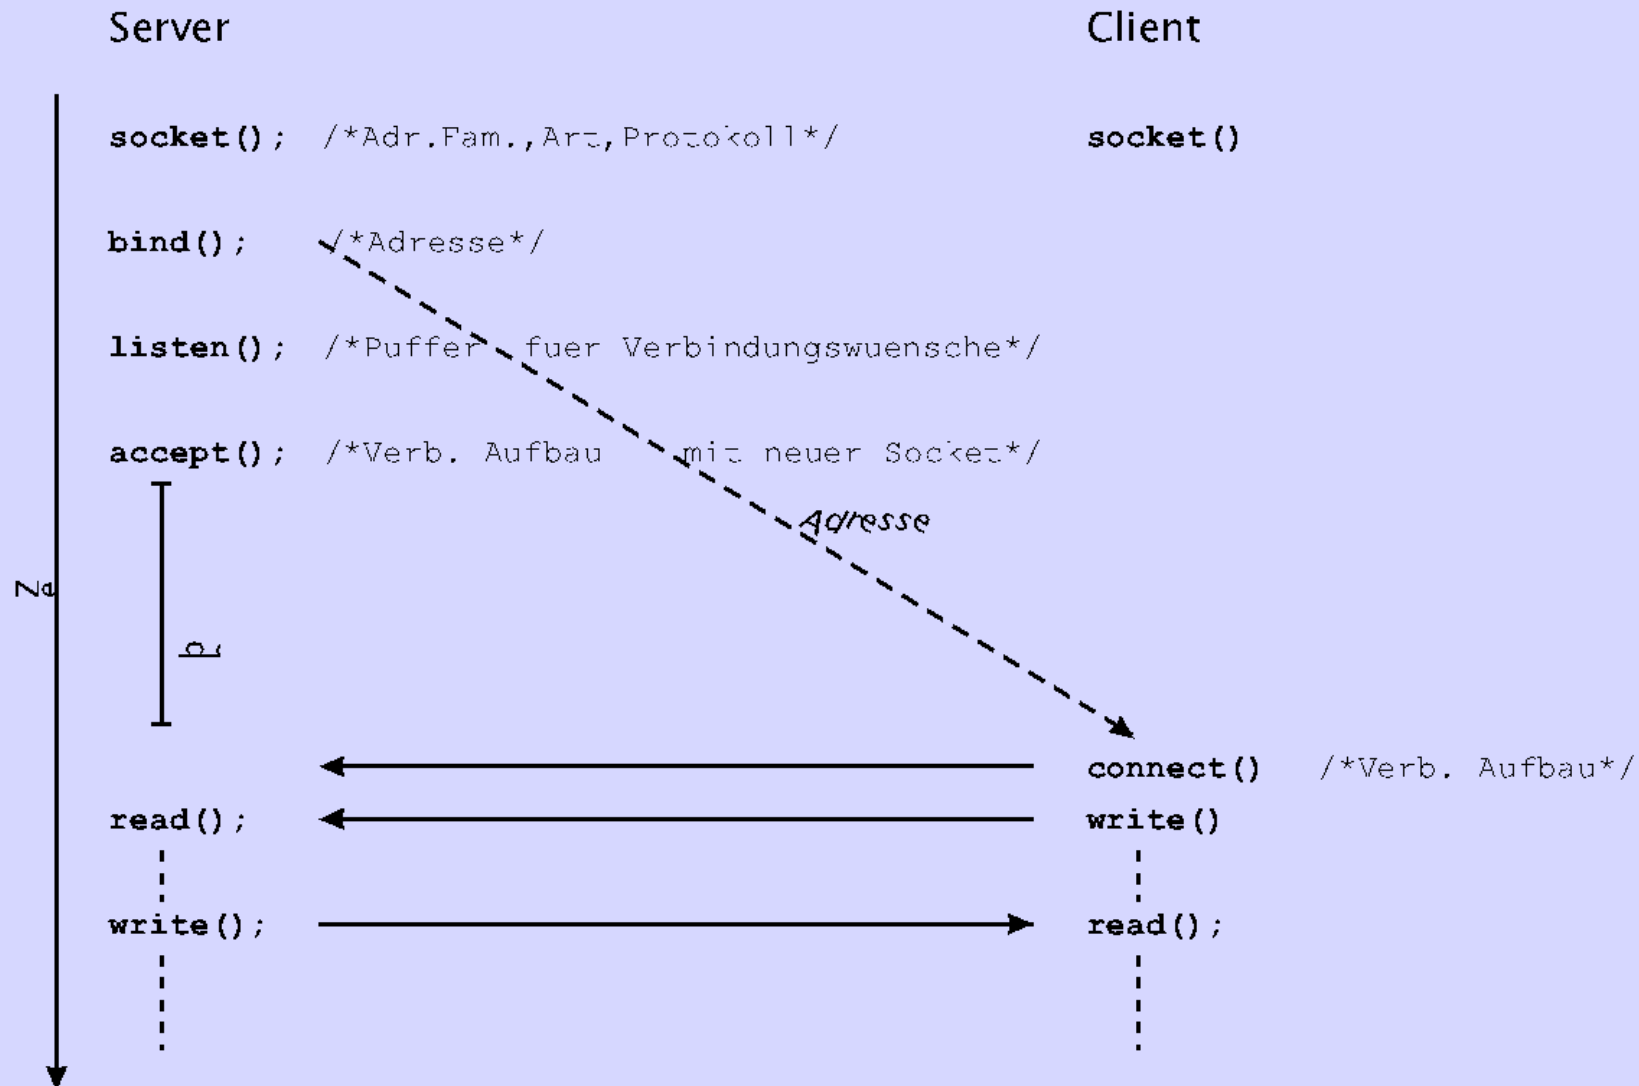 Server Client
socket(); /*Adr.Fam.,Art,Protokoll*/ socket()
bind(); /*Adresse*/
listen(); /*Puffer fuer Verbindungswuensche*/
accept(); /*Verb. Aufbau mit neuer Socket*/
Adresse
connect() /*Verb. Aufbau*/
read(); write()
write(); read();